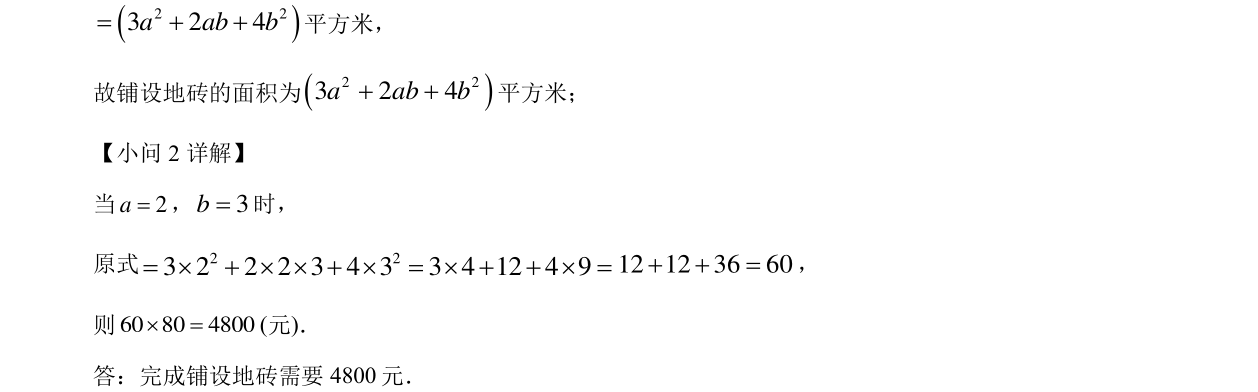 =(3a²+2ab+4b²)平方米，
故铺设地砖的面积为(3a²+2ab+4b²)平方米；
【小问 2 详解】
当a=2，b=3时，
原式=3×2²+2×2×3+4×3²=3×4+12+4×9=12+12+36=60，
则60×80=4800(元)．
答：完成铺设地砖需要 4800 元．